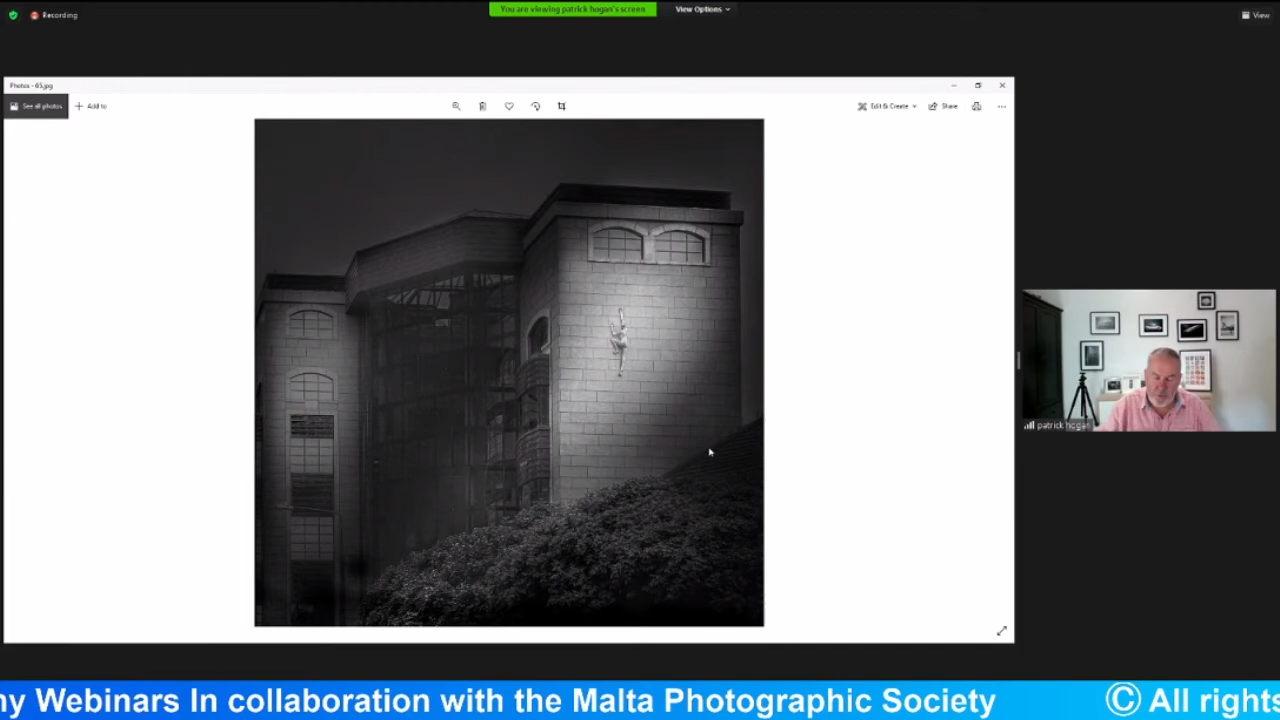 Recording
You are viewing patrick hogan's screen
View Options
View
Photos - 65.jpg
See all photos
Add to
Edit & Create
Share
patrick hogan
ny Webinars In collaboration with the Malta Photographic Society
© All rights